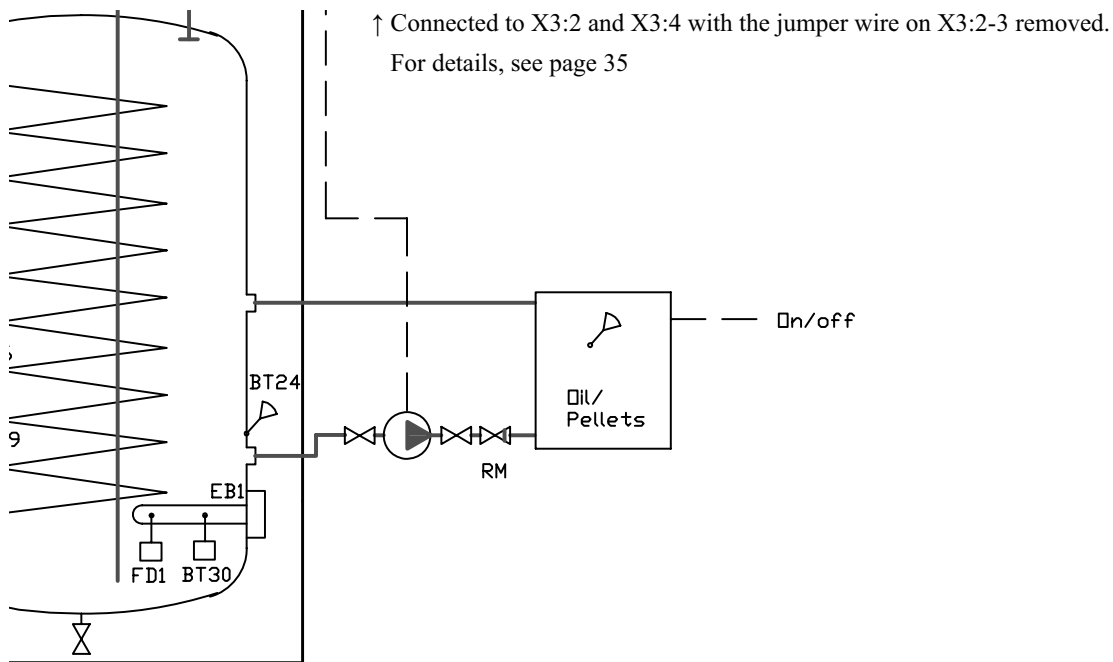 ↑ Connected to X3:2 and X3:4 with the jumper wire on X3:2-3 removed.
For details, see page 35
On/off
BT24
Oil/
Pellets
9
RM
EB1
FD1 BT30